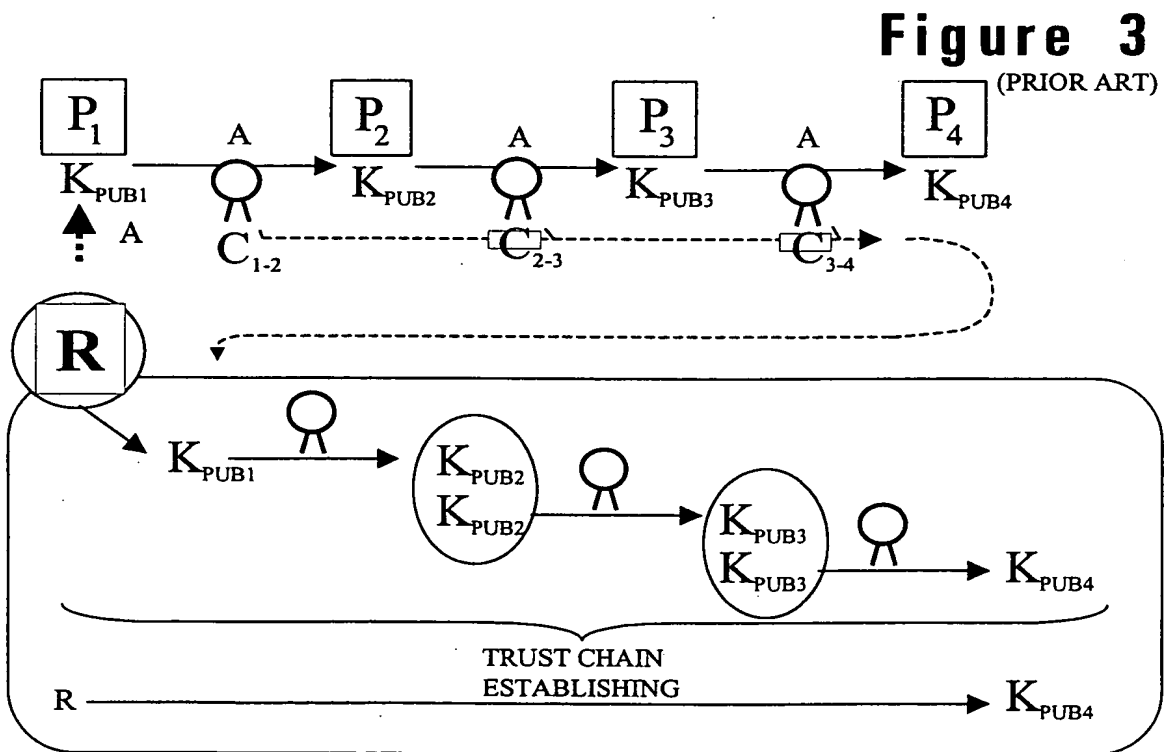 Figure 3
(PRIOR ART)
P1 P2 P3 P4
A A A
KPUB1 KPUB2 KPUB3 KPUB4
A
C1-2 C2-3 C3-4
R
KPUB1 KPUB2
KPUB2 KPUB3
KPUB3 KPUB4
TRUST CHAIN
ESTABLISHING
R KPUB4